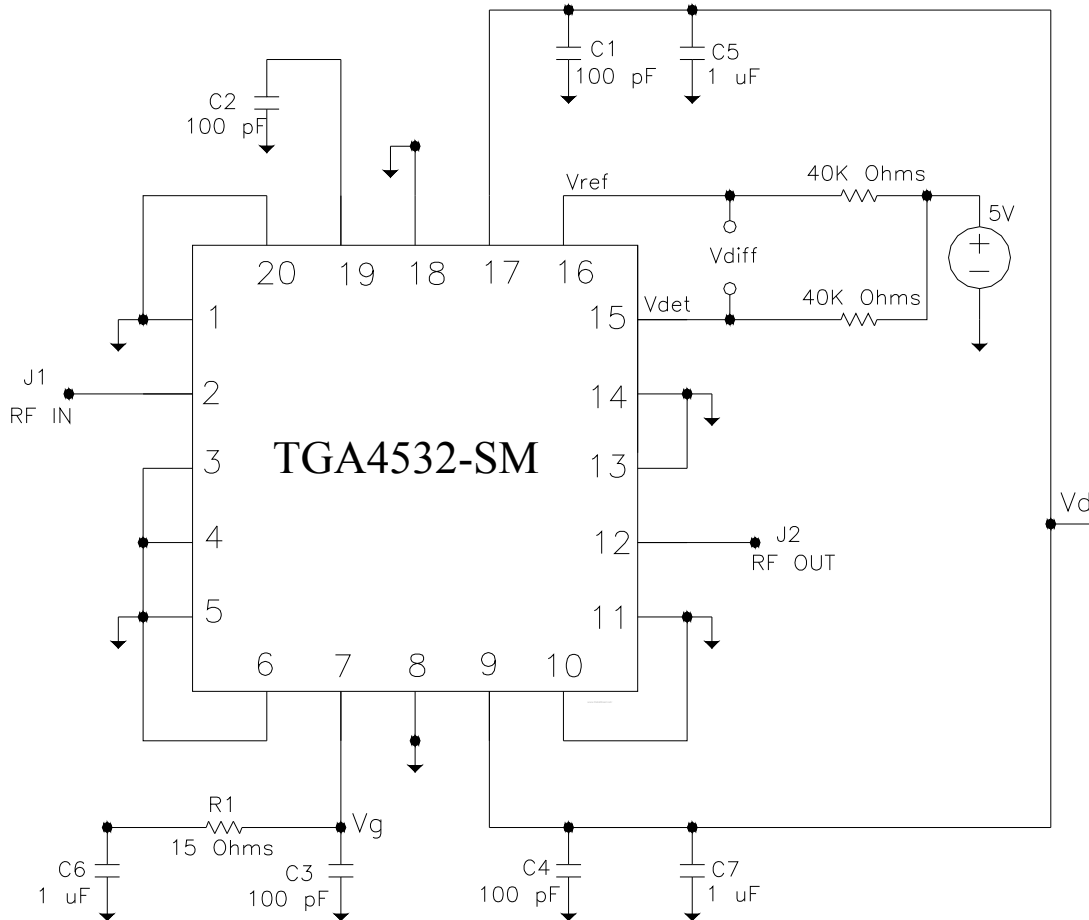 C1
100 pF
C5
1 uF
C2
100 pF
40K Ohms
Vref
5V
+
−
Vdiff
20
19
18
17
16
40K Ohms
Vdet
1
15
J1
RF IN
2
14
TGA4532-SM
3
13
Vd
4
12
J2
RF OUT
5
11
6
7
8
9
10
R1
15 Ohms
Vg
C6
1 uF
C3
100 pF
C4
100 pF
C7
1 uF